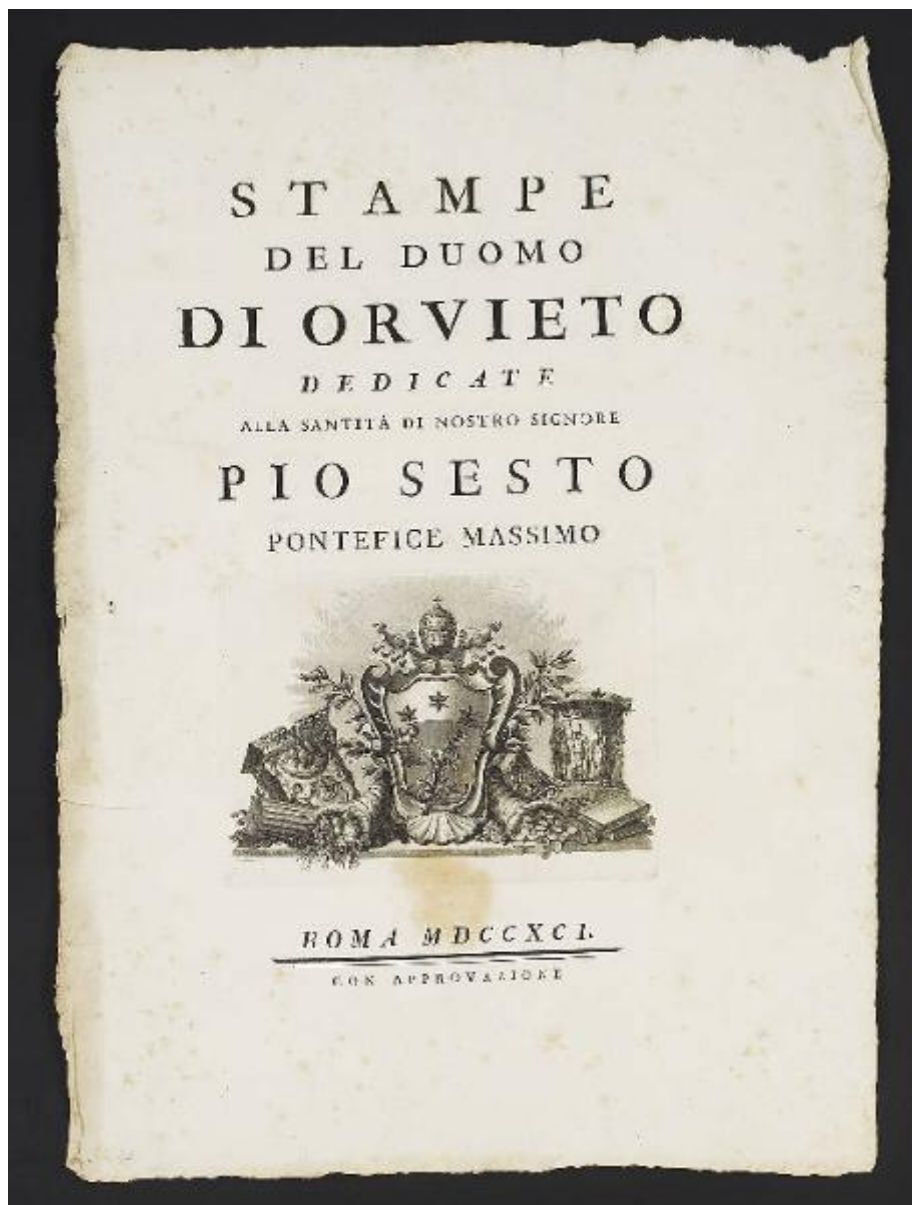 STAMPE
DEL DUOMO
DI ORVIETO
DEDICATE
ALLA SANTITÀ DI NOSTRO SIGNORE
PIO SESTO
PONTEFICE MASSIMO
ROMA MDCCXCI.
CON APPROVAZIONE